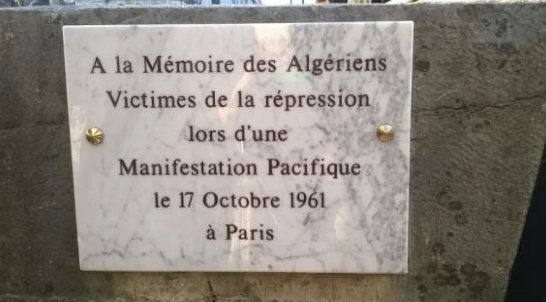 A la Mémoire des Algériens
Victimes de la répression
lors d'une
Manifestation Pacifique
le 17 Octobre 1961
à Paris